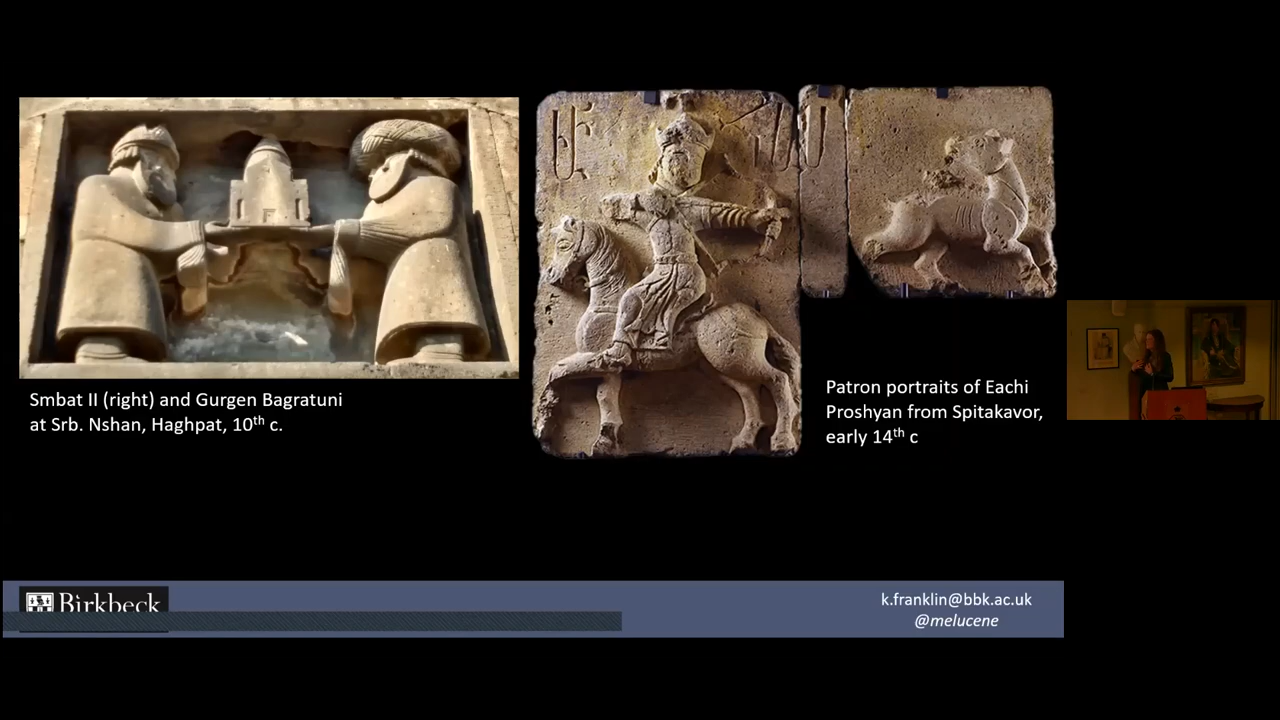 Smbat II (right) and Gurgen Bagratuni
at Srb. Nshan, Haghpat, 10th c.
ԱՄ
Patron portraits of Eachi
Proshyan from Spitakavor,
early 14th c
Birkbeck
k.franklin@bbk.ac.uk
@melucene